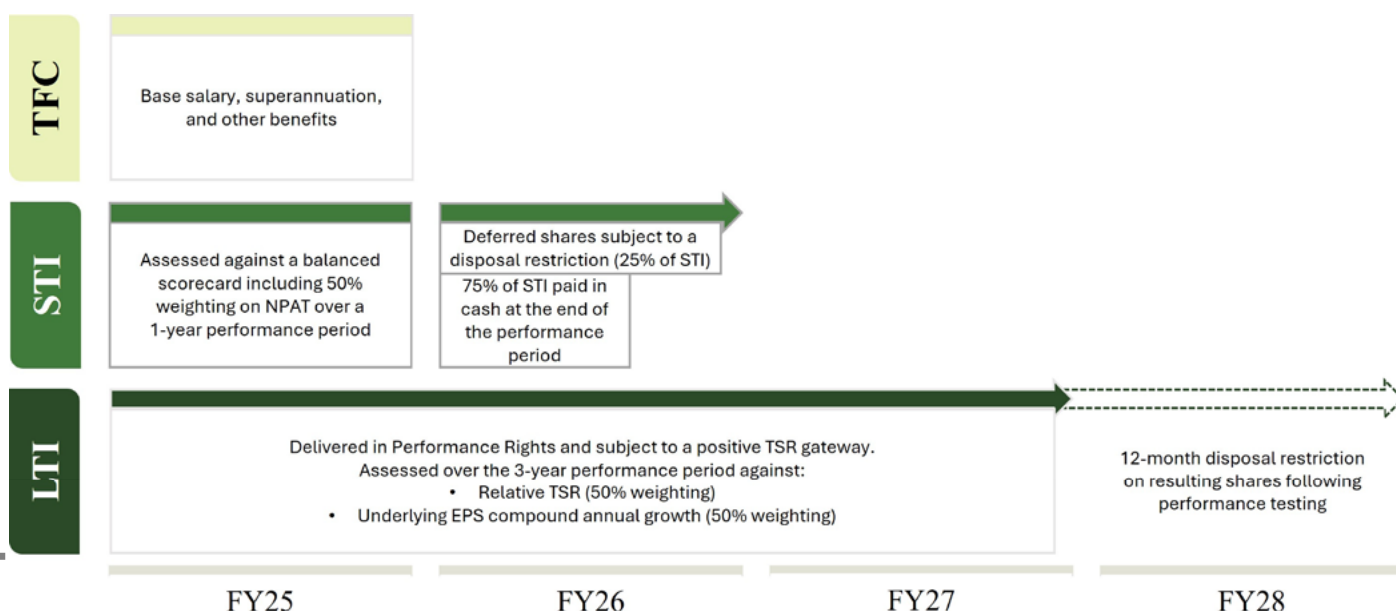 TFC
Base salary, superannuation,
and other benefits
STI
Assessed against a balanced
scorecard including 50%
weighting on NPAT over a
1-year performance period
Deferred shares subject to a
disposal restriction (25% of STI)
75% of STI paid in
cash at the end of
the performance
period
LTI
Delivered in Performance Rights and subject to a positive TSR gateway.
Assessed over the 3-year performance period against:
• Relative TSR (50% weighting)
• Underlying EPS compound annual growth (50% weighting)
12-month disposal restriction
on resulting shares following
performance testing
FY25
FY26
FY27
FY28